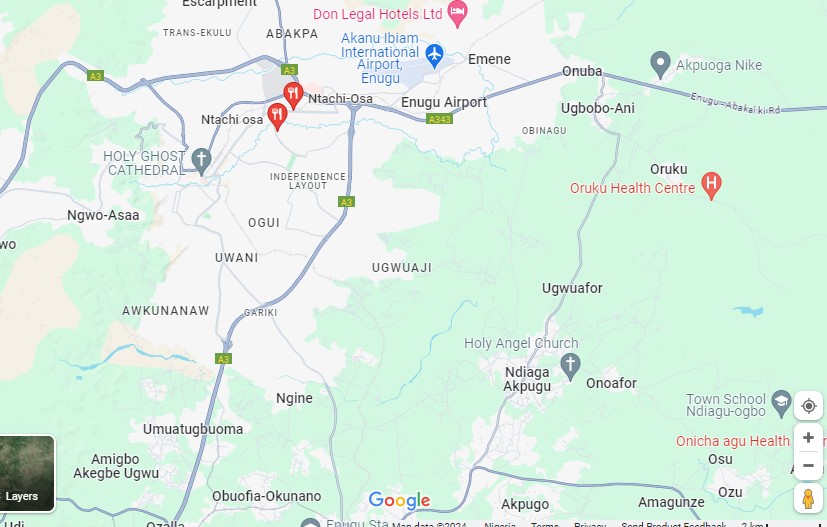 Escarpment
Don Legal Hotels Ltd
TRANS-EKULU
ABAKPA
Akanu Ibiam
International
Airport,
Enugu
Emene
Onuba
Akpuoga Nike
A3
A3
Ntachi-Osa
Enugu Airport
Enugu-Abakaliki Rd
Ugbobo-Ani
Ntachi osa
A343
OBINAGU
HOLY GHOST
CATHEDRAL
INDEPENDENCE
LAYOUT
Oruku
Oruku Health Centre
A3
Ngwo-Asaa
OGUI
wo
UWANI
UGWUAJI
Ugwuafor
AWKUNANAW
GARIKI
Holy Angel Church
A3
Ndiaga
Akpugu
Onoafor
Ngine
Town School
Ndiagu-ogbo
Umuatugbuoma
Onicha agu Health
Amigbo
Akegbe Ugwu
Osu
Layers
Obuofia-Okunano
Google
Akpugo
Ozu
Amagunze
Udi
Ozalla
Enugu Sta
Map data ©2024
Nigeria
Terms
Privacy
Send Product Feedback
2 km